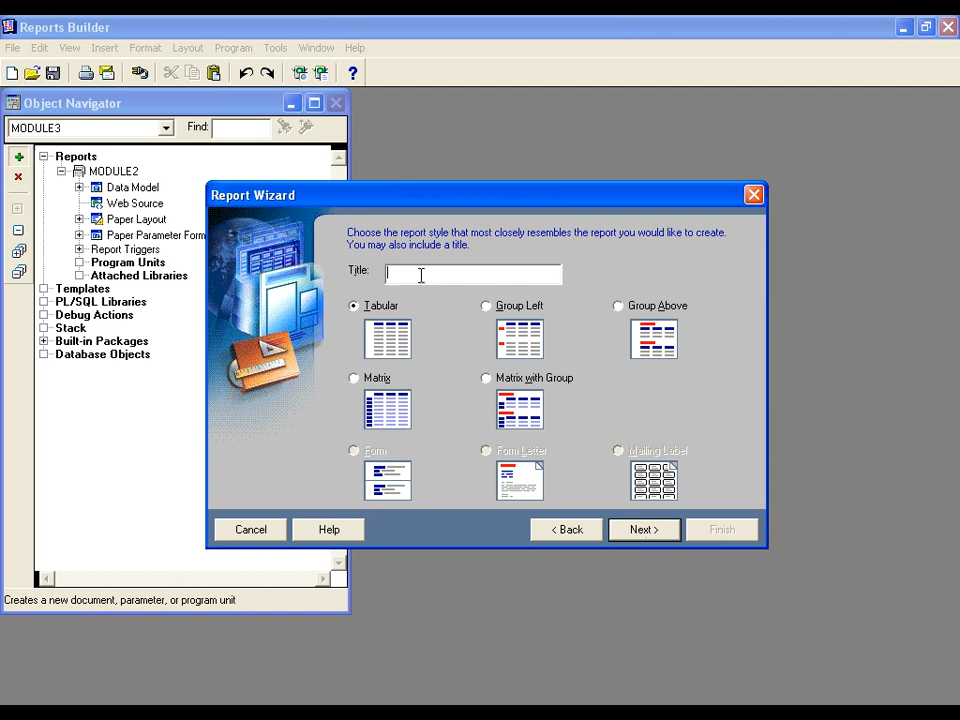 Reports Builder
File Edit View Insert Format Layout Program Tools Window Help
Object Navigator
MODULE3 Find:
Reports
MODULE2
Data Model
Web Source
Paper Layout
Paper Parameter Form
Report Triggers
Program Units
Attached Libraries
Templates
PL/SQL Libraries
Debug Actions
Stack
Built-in Packages
Database Objects
Creates a new document, parameter, or program unit
Report Wizard
Choose the report style that most closely resembles the report you would like to create.
You may also include a title.
Title:
Tabular Group Left Group Above
Matrix Matrix with Group
Form Form Letter Mailing Label
Cancel Help < Back Next > Finish